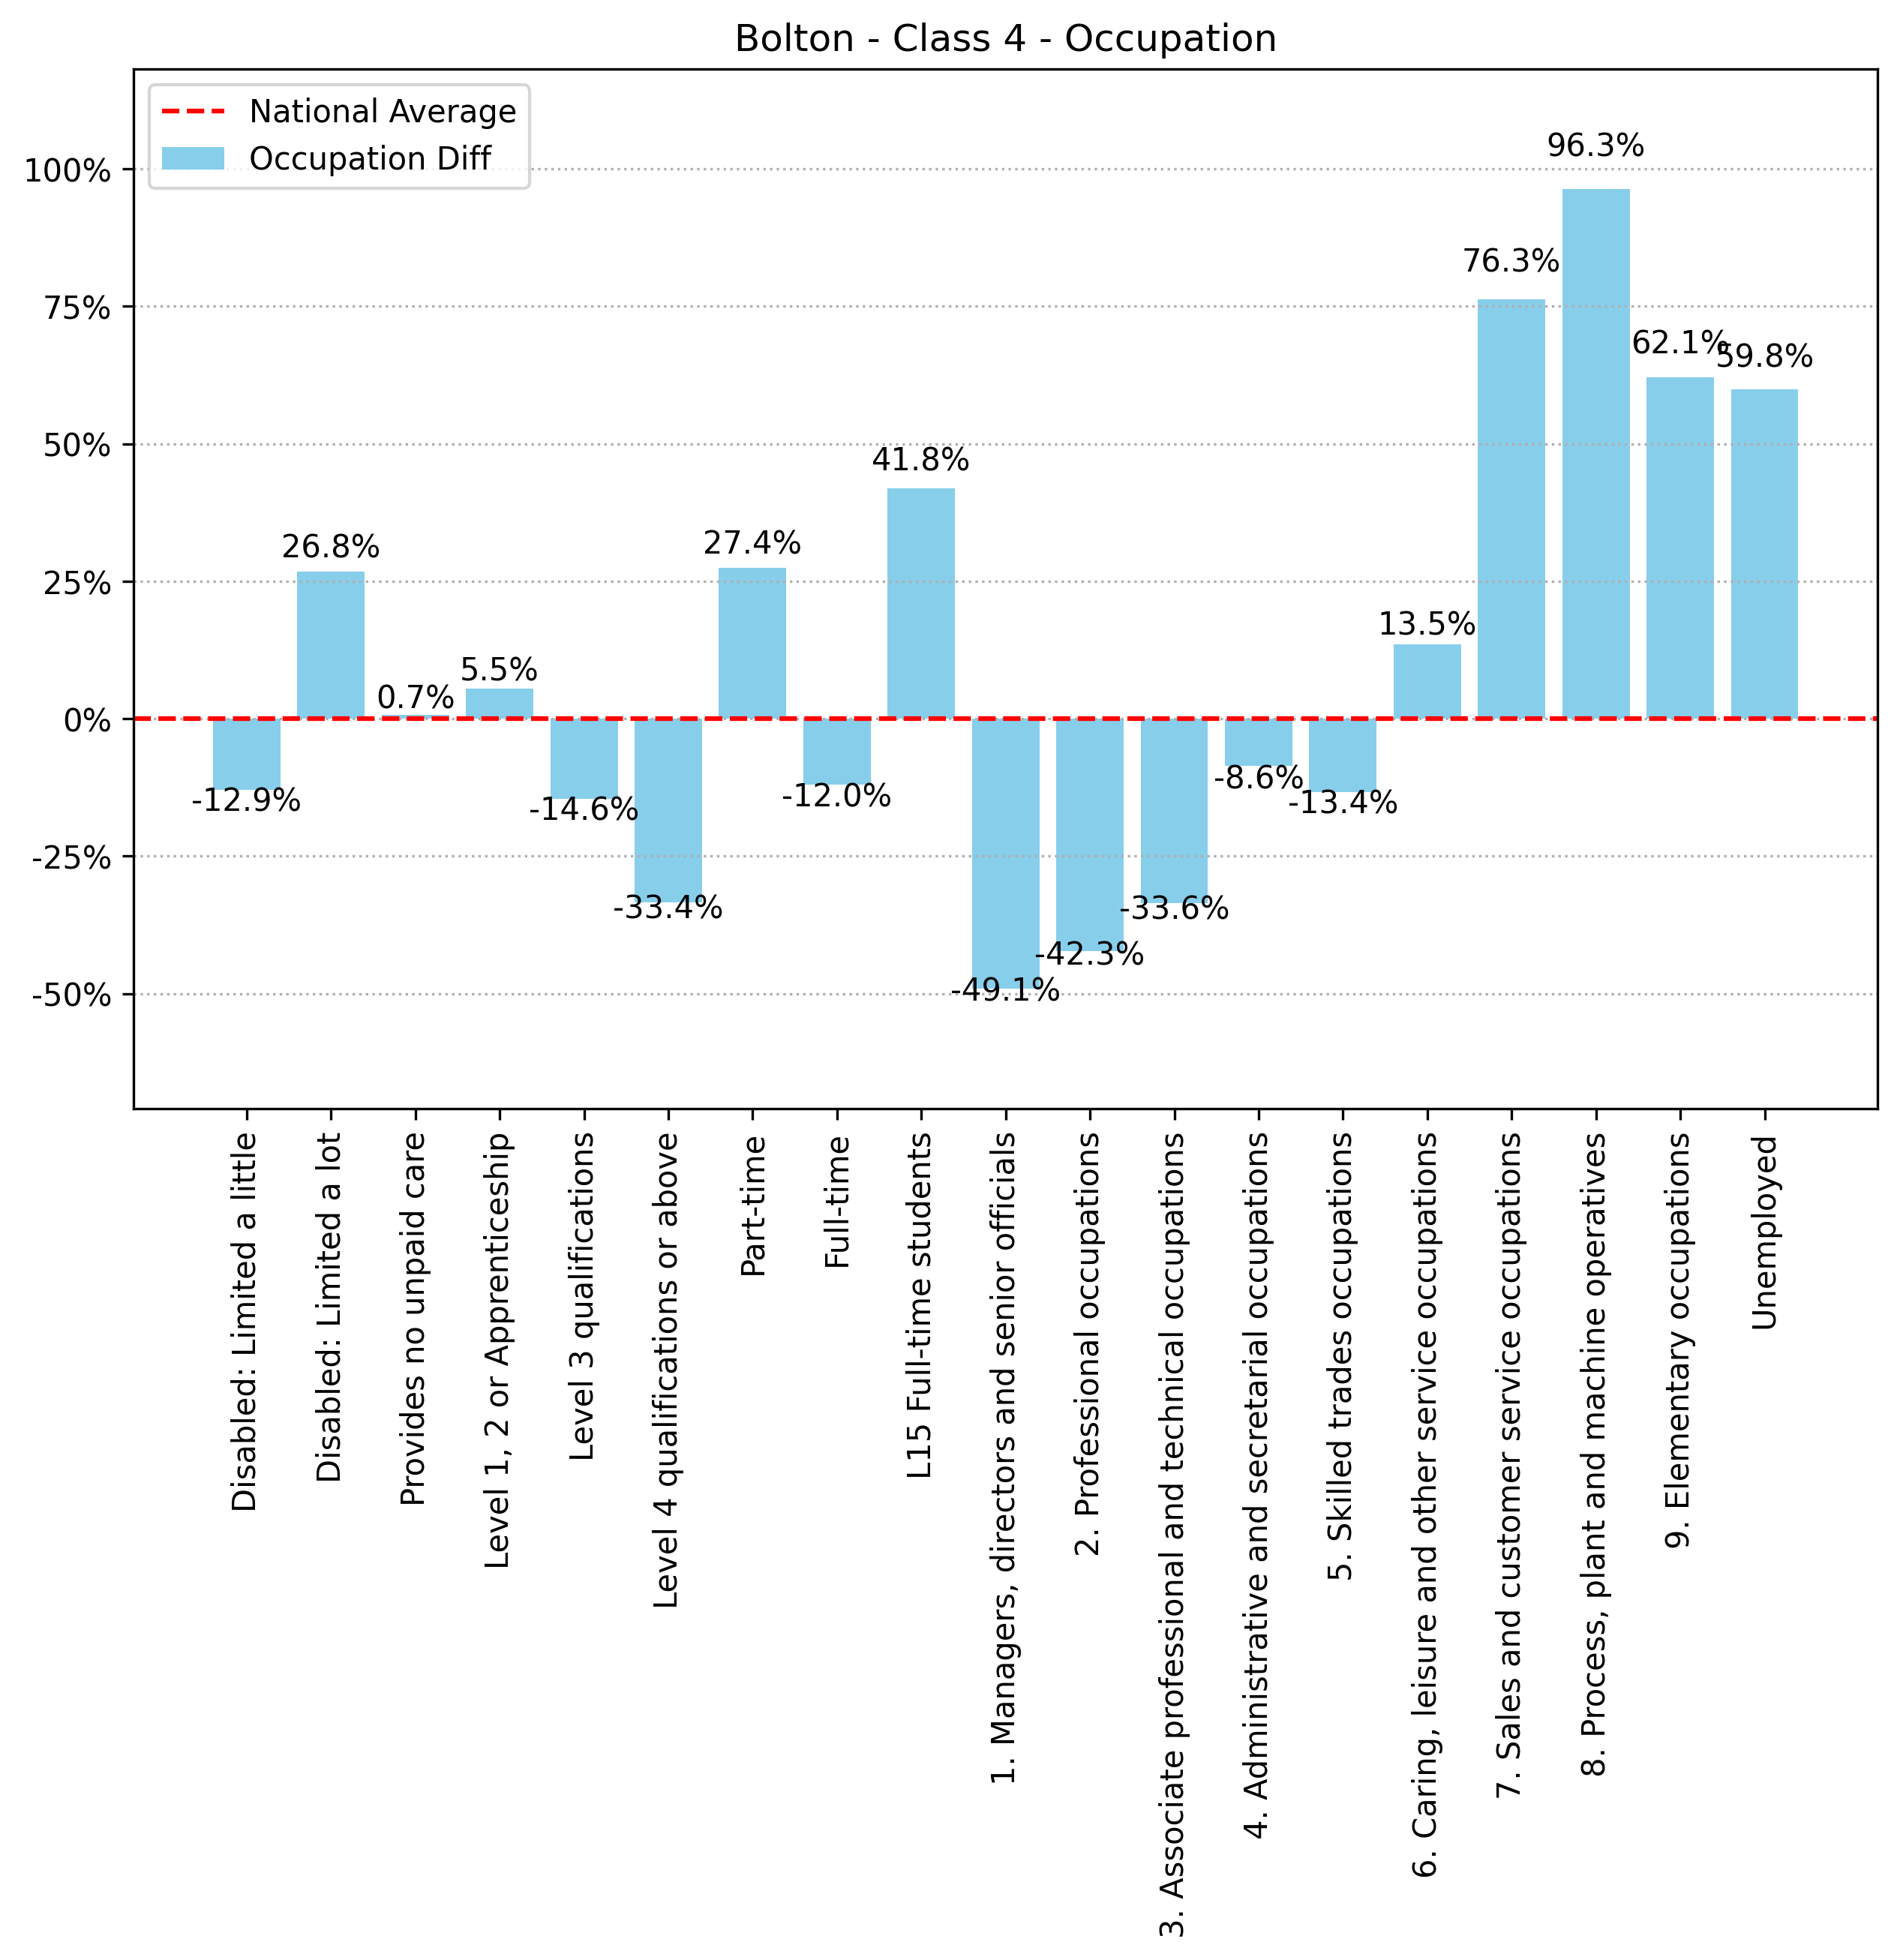 Bolton - Class 4 - Occupation
National Average
Occupation Diff
100%
75%
50%
25%
0%
-25%
-50%
-12.9%
26.8%
0.7%
5.5%
-14.6%
-33.4%
27.4%
-12.0%
41.8%
-49.1%
-42.3%
-33.6%
-8.6%
-13.4%
13.5%
76.3%
96.3%
62.1%
59.8%
Disabled: Limited a little
Disabled: Limited a lot
Provides no unpaid care
Level 1, 2 or Apprenticeship
Level 3 qualifications
Level 4 qualifications or above
Part-time
Full-time
L15 Full-time students
1. Managers, directors and senior officials
2. Professional occupations
3. Associate professional and technical occupations
4. Administrative and secretarial occupations
5. Skilled trades occupations
6. Caring, leisure and other service occupations
7. Sales and customer service occupations
8. Process, plant and machine operatives
9. Elementary occupations
Unemployed